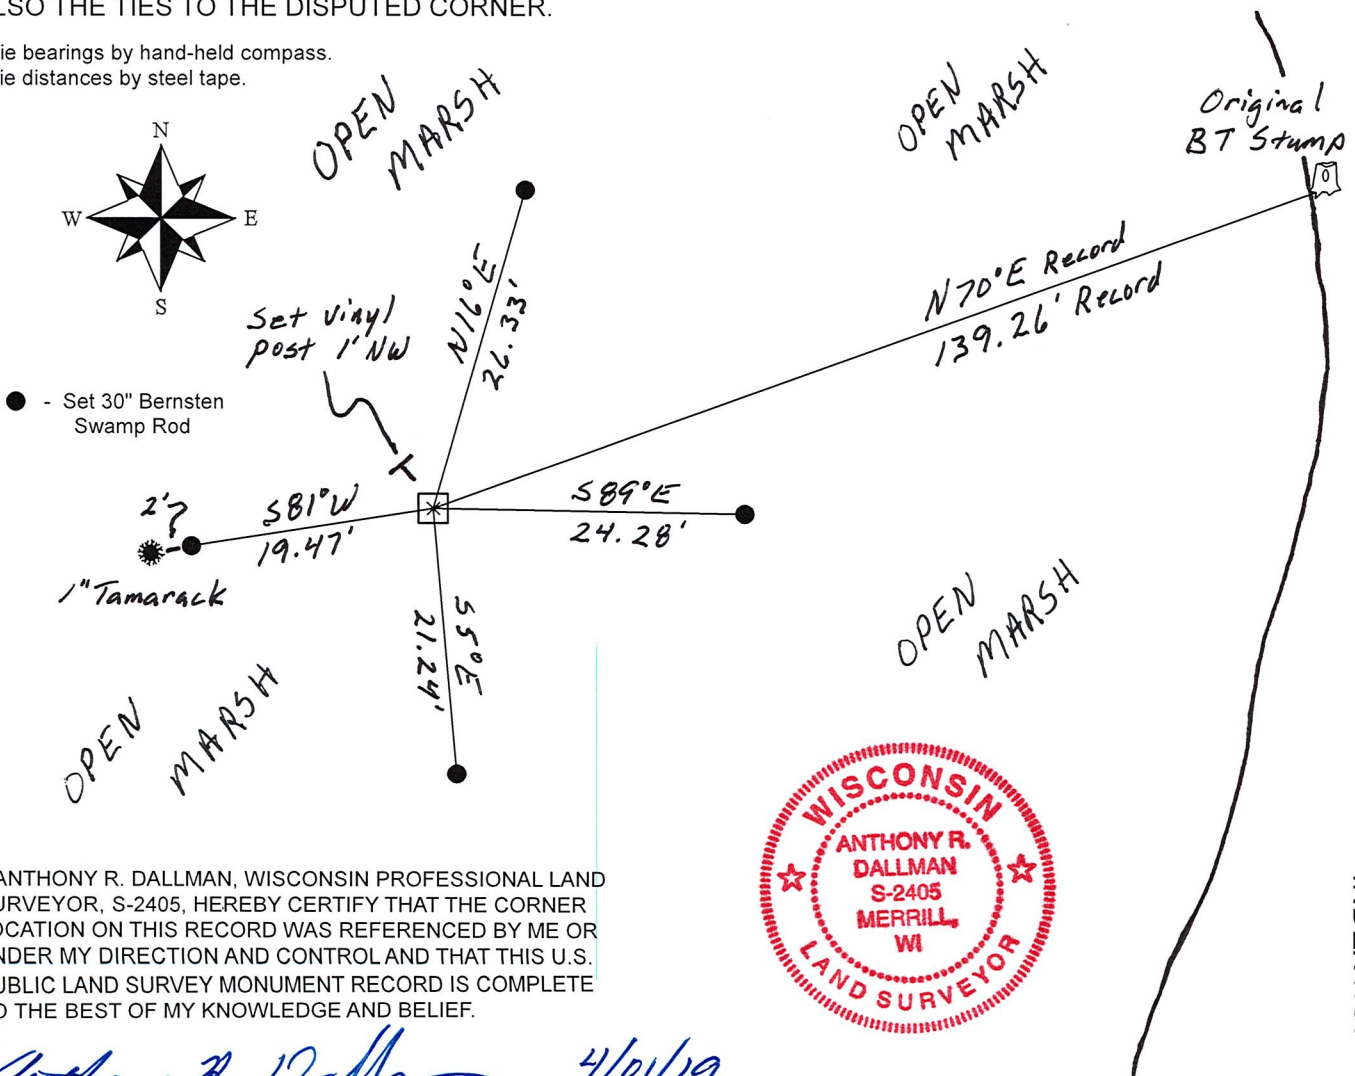 LSO THE TIES TO THE DISPUTED CORNER.
ie bearings by hand-held compass.
ie distances by steel tape.
N
W E
S
OPEN
MARSH
OPEN
MARSH
Original
BT Stump
N16°E
26.33'
N70°E Record
139.26' Record
Set vinyl
post 1' NW
- Set 30" Bernsten
Swamp Rod
2'?
S81°W
19.47'
1" Tamarack
S89°E
24.28'
S5°E
21.24'
OPEN
MARSH
OPEN
MARSH
WISCONSIN
ANTHONY R.
DALLMAN
S-2405
MERRILL,
WI
LAND SURVEYOR
ANTHONY R. DALLMAN, WISCONSIN PROFESSIONAL LAND
URVEYOR, S-2405, HEREBY CERTIFY THAT THE CORNER
OCATION ON THIS RECORD WAS REFERENCED BY ME OR
NDER MY DIRECTION AND CONTROL AND THAT THIS U.S.
UBLIC LAND SURVEY MONUMENT RECORD IS COMPLETE
O THE BEST OF MY KNOWLEDGE AND BELIEF.
4/01/19